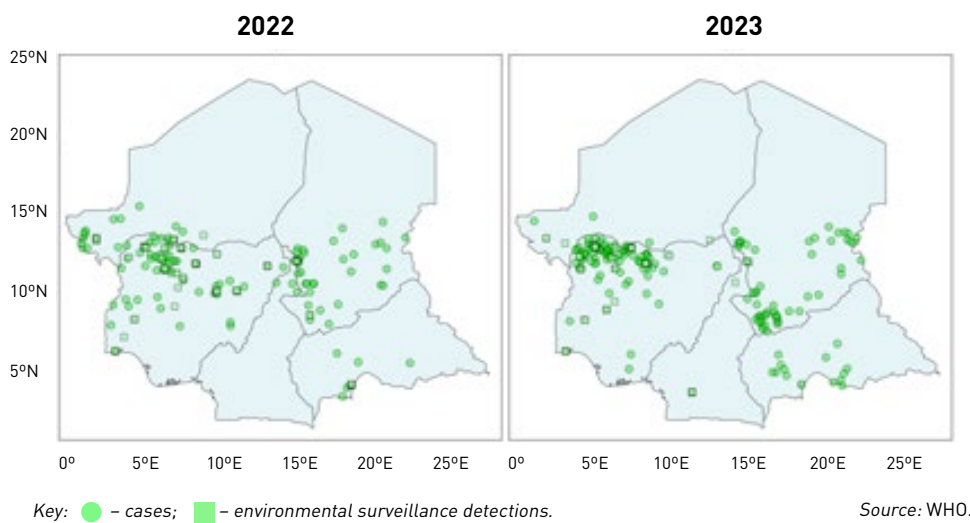 2022 2023
25ºN
20ºN
15ºN
10ºN
5ºN
0º 5ºE 10ºE 15ºE 20ºE 25ºE 0º 5ºE 10ºE 15ºE 20ºE 25ºE
Key: – cases; – environmental surveillance detections. Source: WHO.